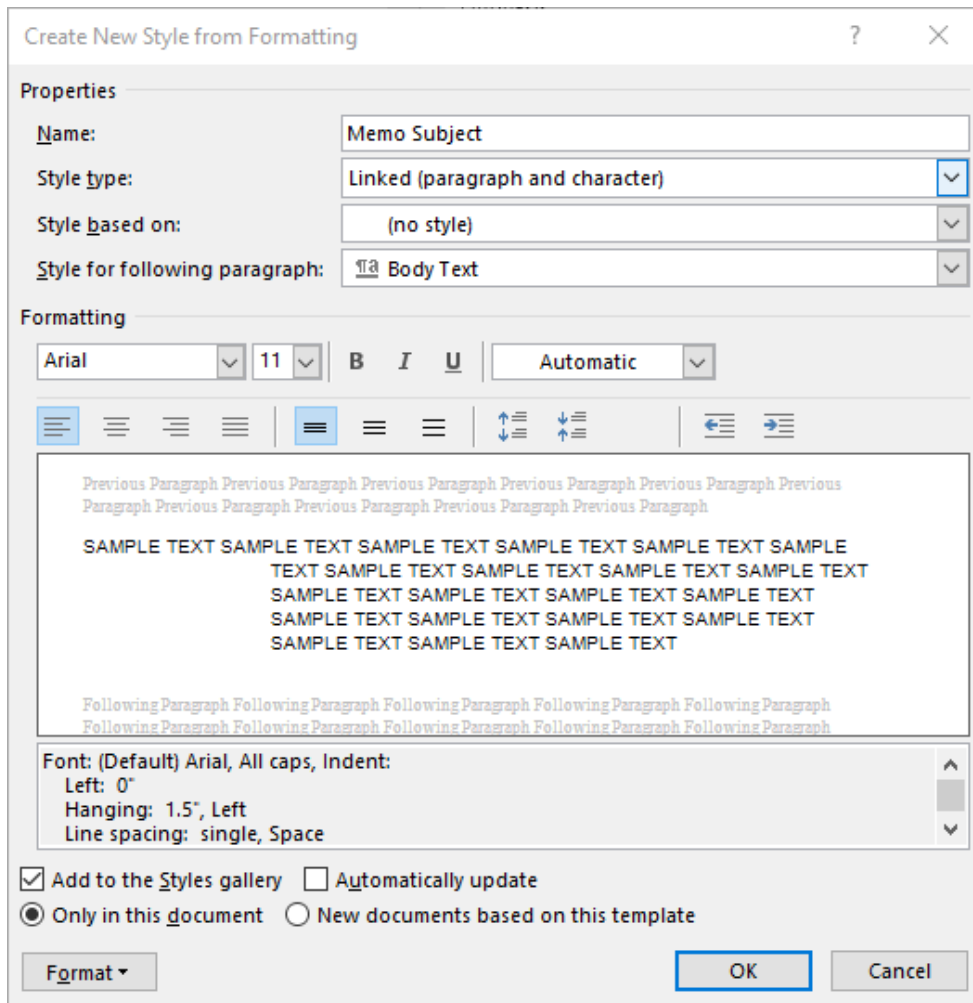 Create New Style from Formatting ?
Properties
Name: Memo Subject
Style type: Linked (paragraph and character)
Style based on: (no style)
Style for following paragraph: ¶a Body Text
Formatting
Arial 11 B I U Automatic
Previous Paragraph Previous Paragraph Previous Paragraph Previous Paragraph Previous Paragraph Previous
Paragraph Previous Paragraph Previous Paragraph Previous Paragraph Previous Paragraph
SAMPLE TEXT SAMPLE TEXT SAMPLE TEXT SAMPLE TEXT SAMPLE TEXT SAMPLE
TEXT SAMPLE TEXT SAMPLE TEXT SAMPLE TEXT SAMPLE TEXT
SAMPLE TEXT SAMPLE TEXT SAMPLE TEXT SAMPLE TEXT
SAMPLE TEXT SAMPLE TEXT SAMPLE TEXT SAMPLE TEXT
SAMPLE TEXT SAMPLE TEXT SAMPLE TEXT
Following Paragraph Following Paragraph Following Paragraph Following Paragraph Following Paragraph
Following Paragraph Following Paragraph Following Paragraph Following Paragraph Following Paragraph
Font: (Default) Arial, All caps, Indent:
Left: 0"
Hanging: 1.5", Left
Line spacing: single, Space
Add to the Styles gallery Automatically update
Only in this document New documents based on this template
Format OK Cancel